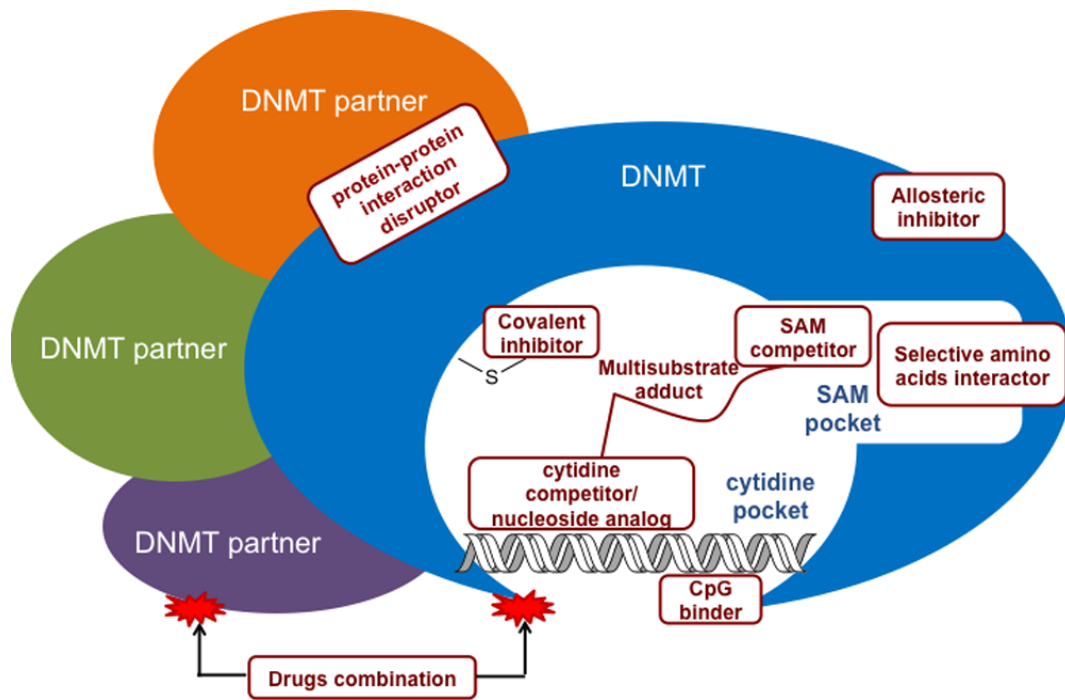 DNMT partner
protein-protein
interaction
disruptor
DNMT
Allosteric
inhibitor
DNMT partner
Covalent
inhibitor
S
Multisubstrate
adduct
SAM
competitor
Selective amino
acids interactor
SAM
pocket
cytidine
competitor/
nucleoside analog
cytidine
pocket
DNMT partner
CpG
binder
Drugs combination